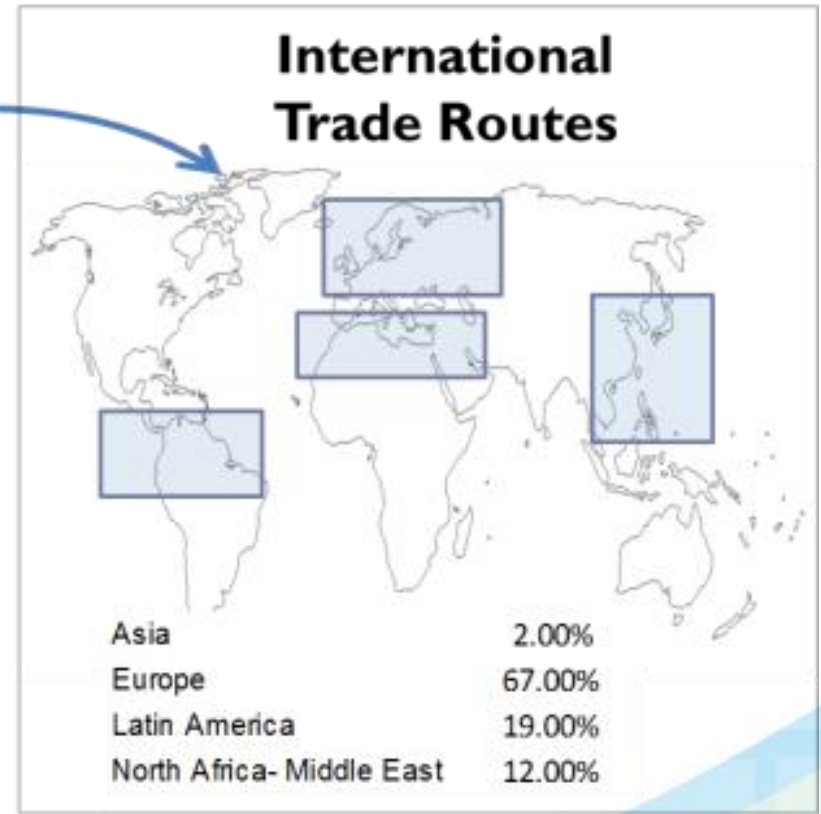 International
Trade Routes
Asia 2.00%
Europe 67.00%
Latin America 19.00%
North Africa- Middle East 12.00%